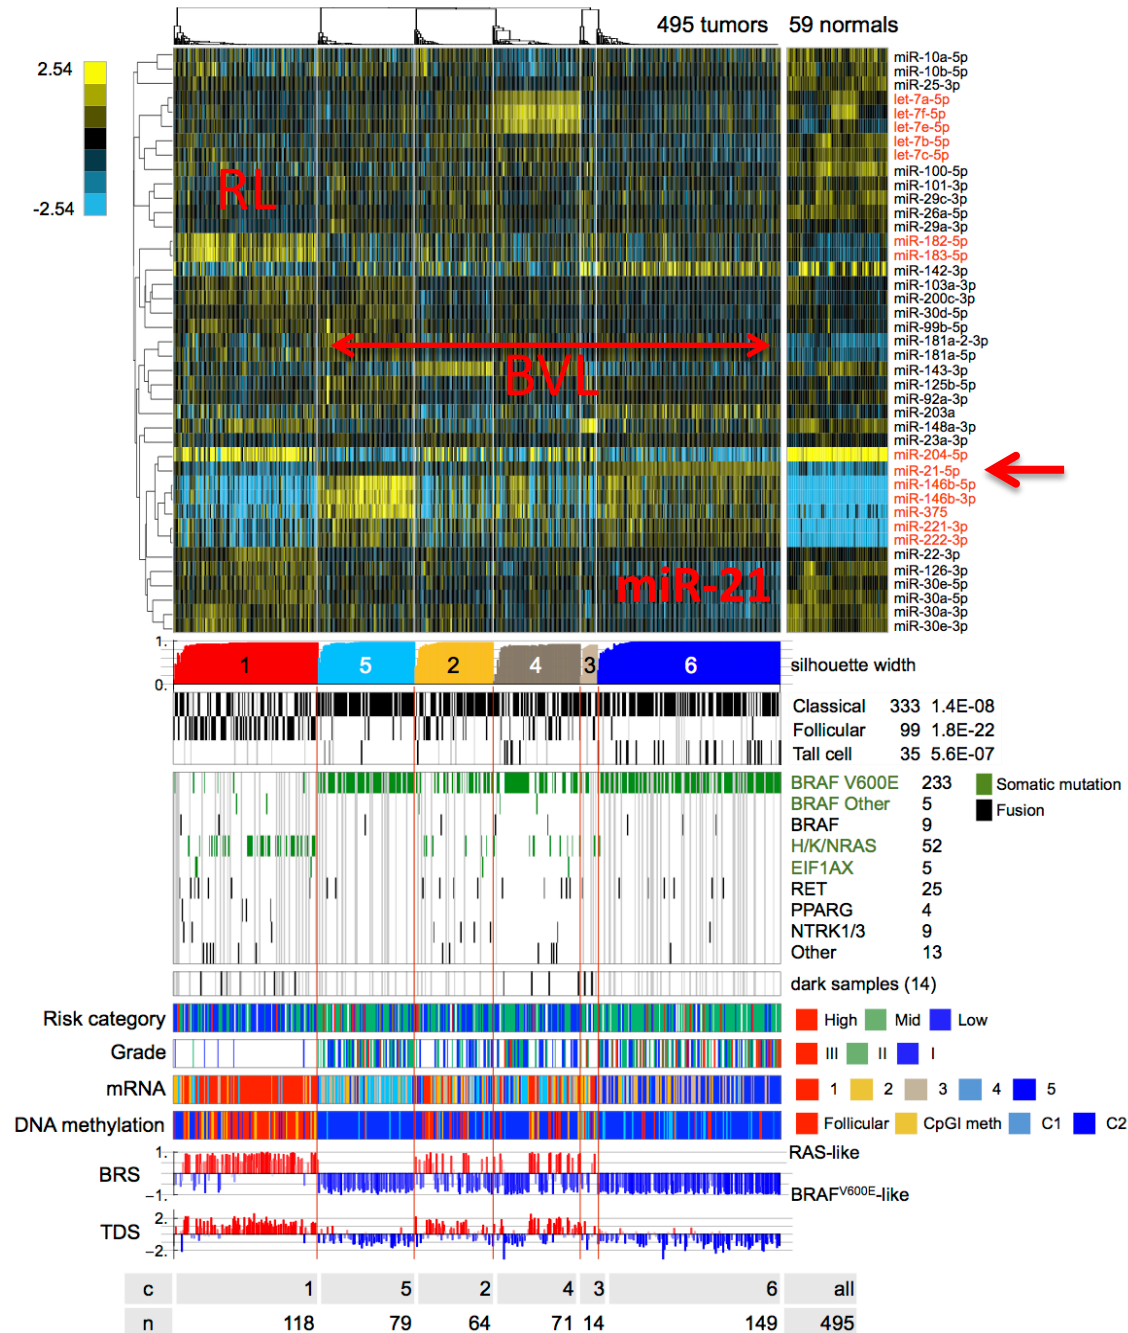 495 tumors 59 normals
2.54
-2.54
miR-10a-5p
miR-10b-5p
miR-25-3p
let-7a-5p
let-7f-5p
let-7e-5p
let-7b-5p
let-7c-5p
miR-100-5p
miR-101-3p
miR-29c-3p
miR-26a-5p
miR-29a-3p
miR-182-5p
miR-183-5p
miR-142-3p
miR-103a-3p
miR-200c-3p
miR-30d-5p
miR-99b-5p
miR-181a-2-3p
miR-181a-5p
miR-143-3p
miR-125b-5p
miR-92a-3p
miR-203a
miR-148a-3p
miR-23a-3p
miR-204-5p
miR-21-5p
miR-146b-5p
miR-146b-3p
miR-375
miR-221-3p
miR-222-3p
miR-22-3p
miR-126-3p
miR-30e-5p
miR-30a-5p
miR-30a-3p
miR-30e-3p
RL
BVL
miR-21
1.
0.
1 5 2 4 3 6
silhouette width
Classical 333 1.4E-08
Follicular 99 1.8E-22
Tall cell 35 5.6E-07
BRAF V600E 233
BRAF Other 5
BRAF 9
H/K/NRAS 52
EIF1AX 5
RET 25
PPARG 4
NTRK1/3 9
Other 13
Somatic mutation
Fusion
dark samples (14)
Risk category
High Mid Low
Grade
III II I
mRNA
1 2 3 4 5
DNA methylation
Follicular CpGI meth C1 C2
BRS
1.
-1.
RAS-like
BRAFV600E-like
TDS
2.
-2.
c 1 5 2 4 3 6 all
n 118 79 64 71 14 149 495